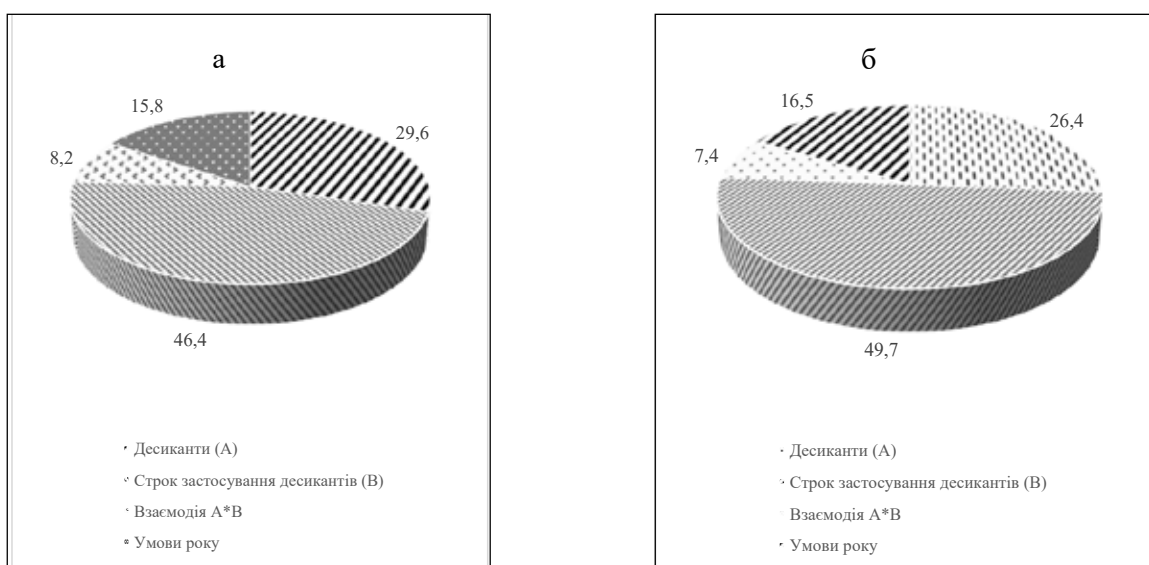 а
15,8
29,6
8,2
46,4
Десиканти (А)
Строк застосування десикантів (В)
Взаємодія А*В
Умови року
б
16,5
26,4
7,4
49,7
Десиканти (А)
Строк застосування десикантів (В)
Взаємодія А*В
Умови року